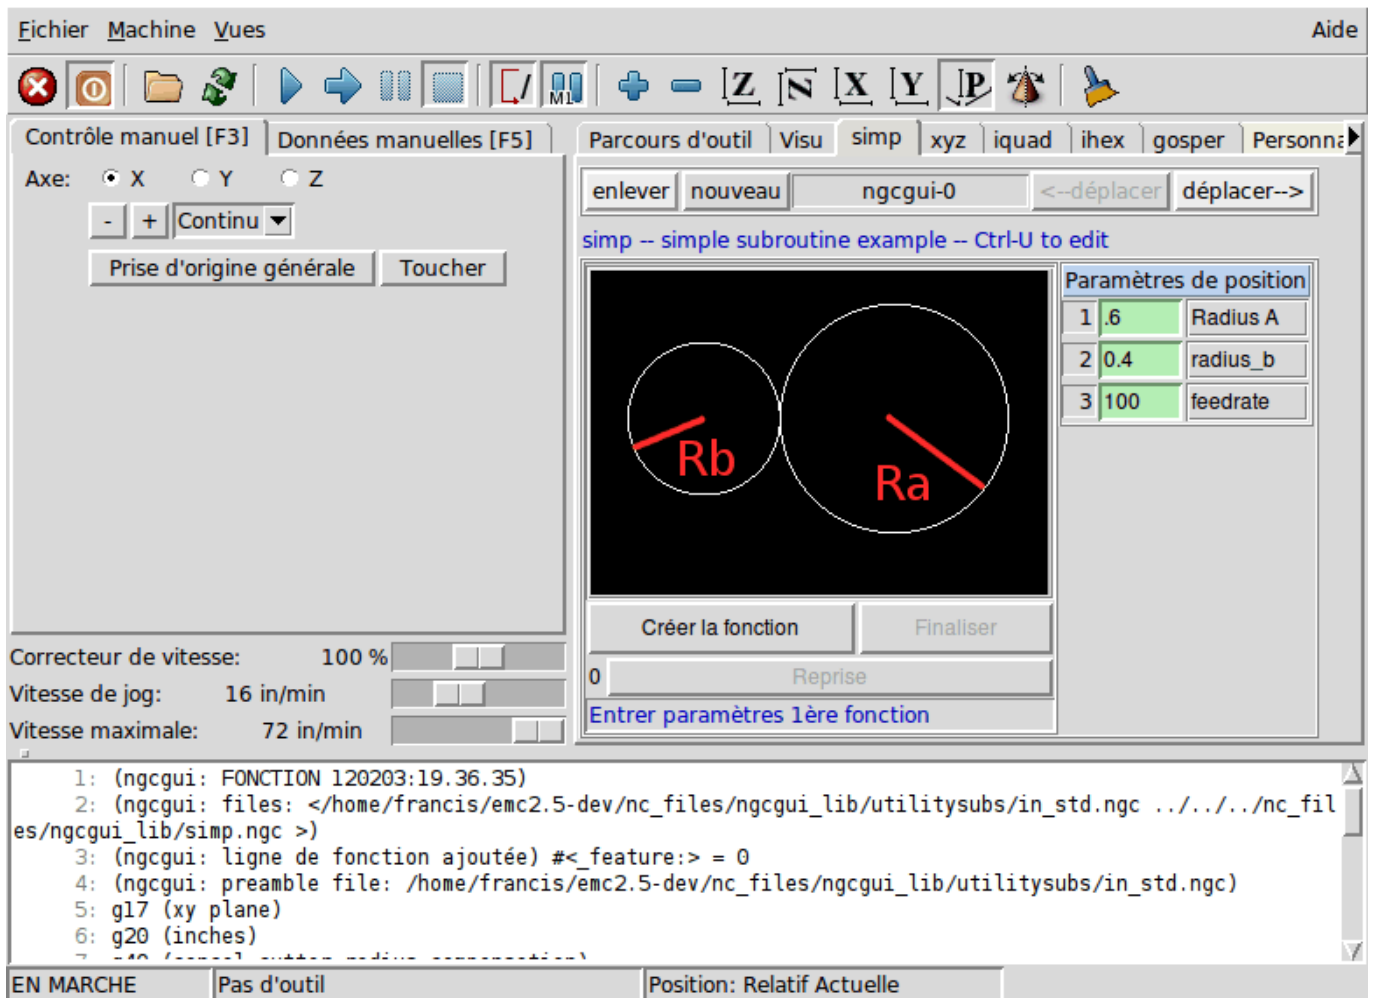 Fichier Machine Vues Aide
M1 Z N X Y P
Contrôle manuel [F3] Données manuelles [F5]
Parcours d'outil Visu simp xyz iquad ihex gosper Personna
Axe: X Y Z
- + Continu
Prise d'origine générale Toucher
enlever nouveau ngcgui-0 <--déplacer déplacer-->
simp -- simple subroutine example -- Ctrl-U to edit
Rb
Ra
Paramètres de position
1 .6 Radius A
2 0.4 radius_b
3 100 feedrate
Créer la fonction Finaliser
0 Reprise
Entrer paramètres 1ère fonction
Correcteur de vitesse: 100 %
Vitesse de jog: 16 in/min
Vitesse maximale: 72 in/min
1: (ngcgui: FONCTION 120203:19.36.35)
2: (ngcgui: files: </home/francis/emc2.5-dev/nc_files/ngcgui_lib/utilitysubs/in_std.ngc ../../../nc_fil
es/ngcgui_lib/simp.ngc >)
3: (ngcgui: ligne de fonction ajoutée) #<_feature:> = 0
4: (ngcgui: preamble file: /home/francis/emc2.5-dev/nc_files/ngcgui_lib/utilitysubs/in_std.ngc)
5: g17 (xy plane)
6: g20 (inches)
EN MARCHE Pas d'outil Position: Relatif Actuelle